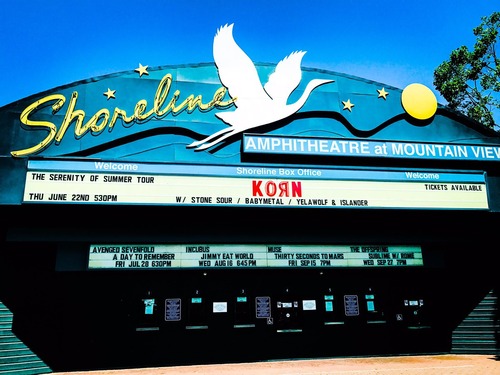 Shoreline
AMPHITHEATRE at MOUNTAIN VIEW
Welcome Shoreline Box Office Welcome
THE SERENITY OF SUMMER TOUR KORN TICKETS AVAILABLE
THU JUNE 22ND 530PM W/ STONE SOUR / BABYMETAL / YELAWOLF & ISLANDER
AVENGED SEVENFOLD INCUBUS MUSE THE OFFSPRING
A DAY TO REMEMBER JIMMY EAT WORLD THIRTY SECONDS TO MARS SUBLIME W/ ROME
FRI JUL 28 630PM WED AUG 16 645PM FRI SEP 15 7PM WED SEP 27 7PM